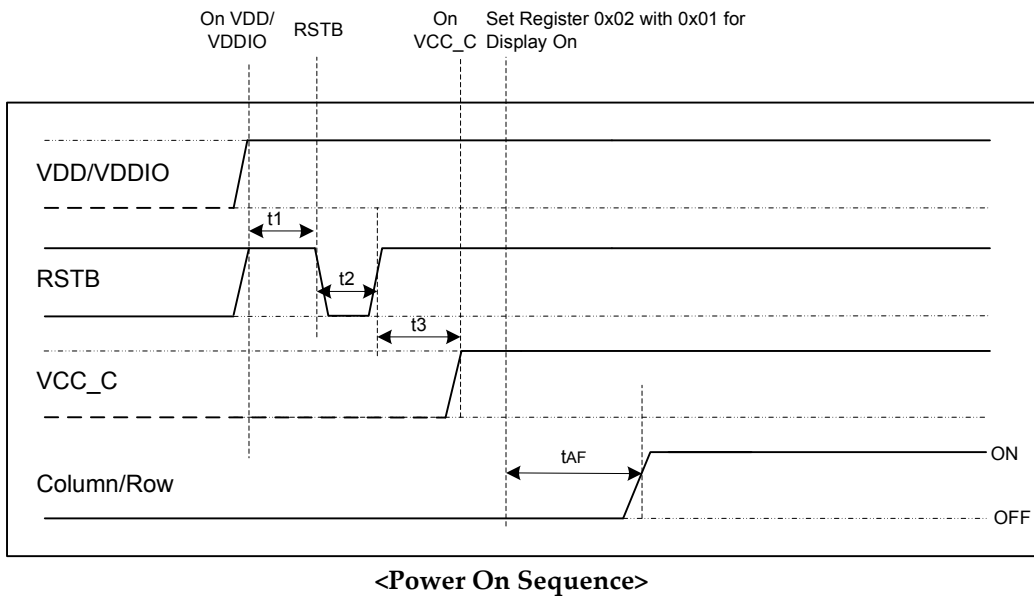 On VDD/
VDDIO
RSTB
On
VCC_C
Set Register 0x02 with 0x01 for
Display On
VDD/VDDIO
t1
RSTB
t2
t3
VCC_C
tAF
ON
Column/Row
OFF
<Power On Sequence>